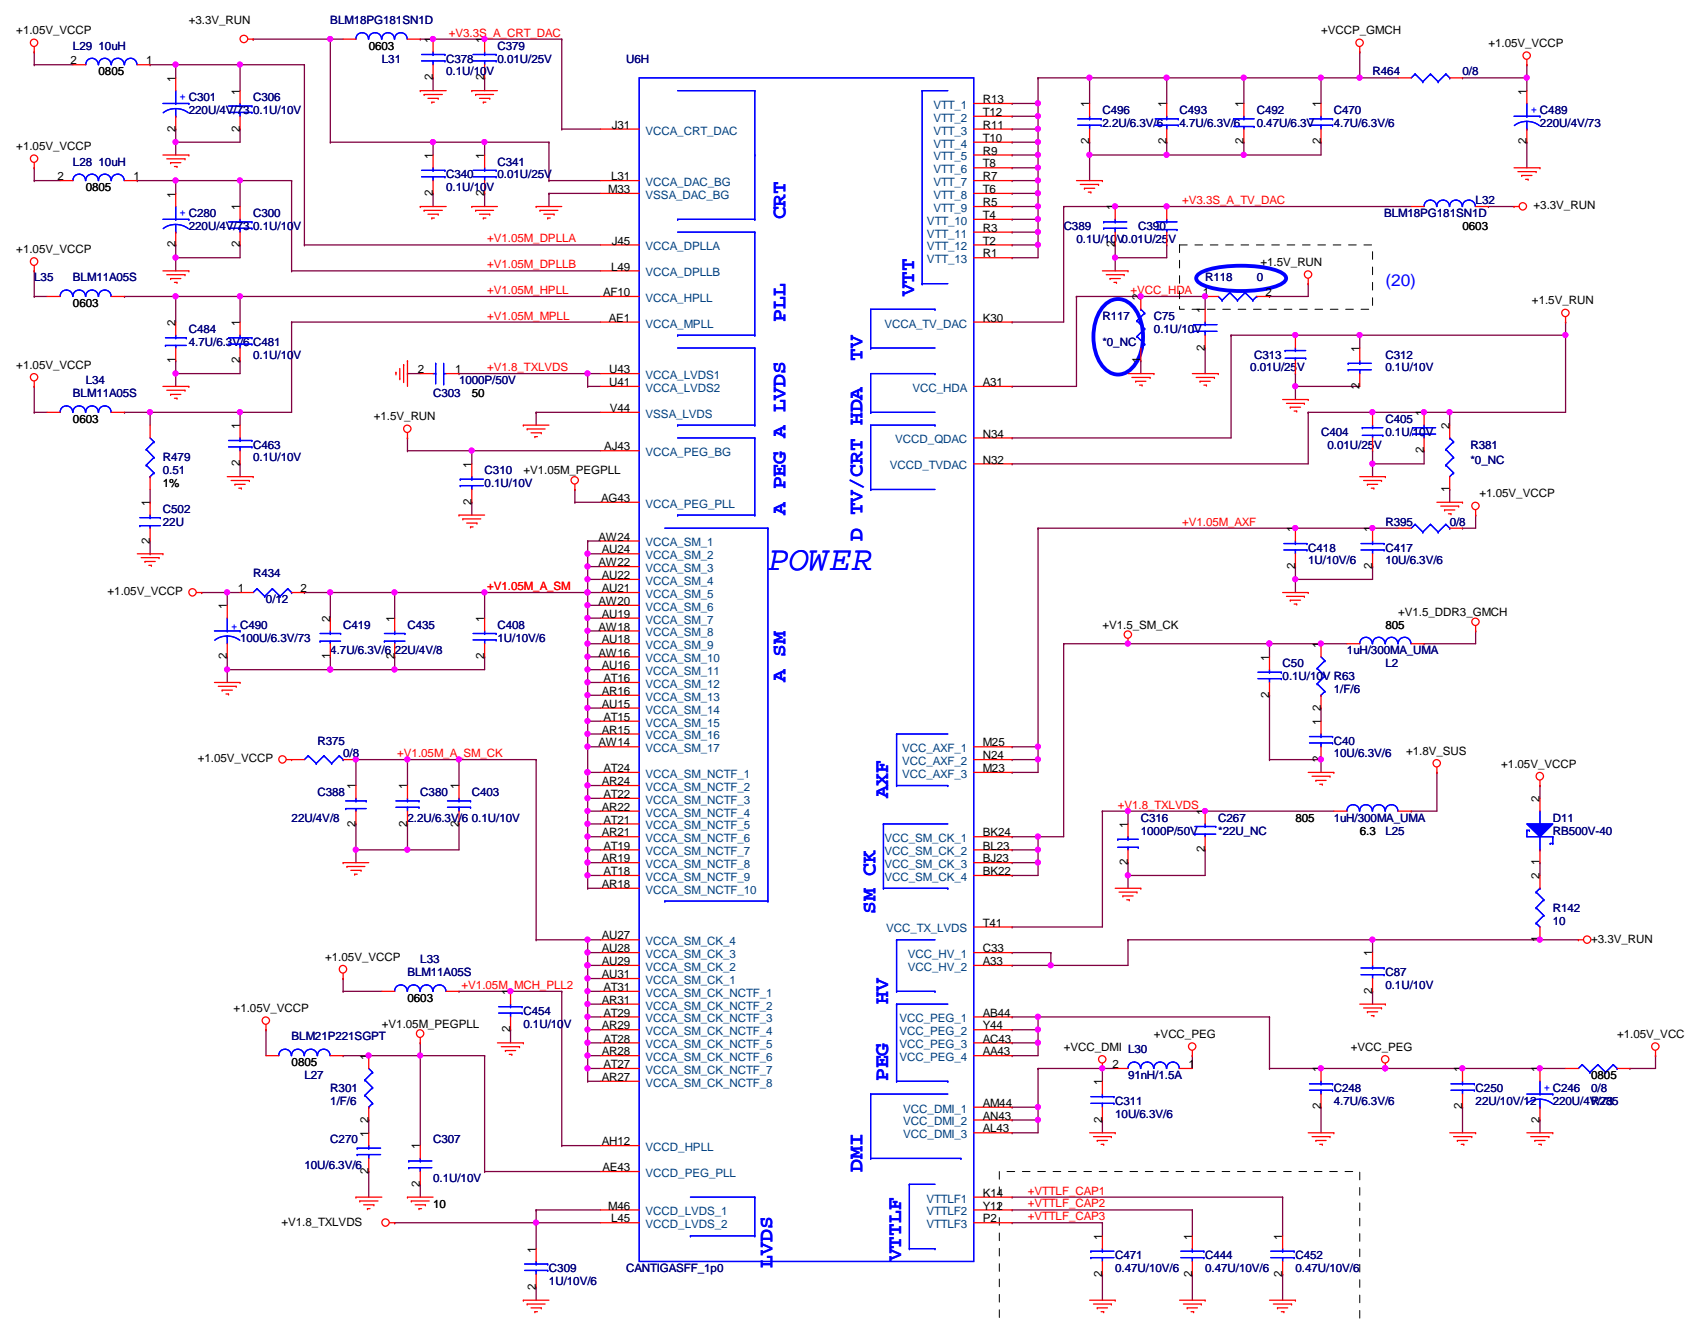 +1.05V_VCCP
L29 10uH
2 1
0805
C301
220U/4V/73
C306
0.1U/10V
+1.05V_VCCP
L28 10uH
2 1
0805
C280
220U/4V/73
C300
0.1U/10V
+1.05V_VCCP
L35
BLM11A05S
0603
C484
4.7U/6.3V/6
C481
0.1U/10V
+1.05V_VCCP
L34
BLM11A05S
0603
R479
0.51
1%
C463
0.1U/10V
C502
22U
+3.3V_RUN
BLM18PG181SN1D
0603
L31
+V3.3S_A_CRT_DAC
C378
0.1U/10V
C379
0.01U/25V
C340
0.1U/10V
C341
0.01U/25V
+V1.05M_DPLLA
+V1.05M_DPLLB
+V1.05M_HPLL
+V1.05M_MPLL
2 1
+V1.8_TXLVDS
1000P/50V
C303 50
+1.5V_RUN
C310
0.1U/10V
+V1.05M_PEGPLL
+1.05V_VCCP
R434
1 2
0/12
+V1.05M_A_SM
C490
100U/6.3V/73
C419
4.7U/6.3V/6
C435
22U/4V/8
C408
1U/10V/6
+1.05V_VCCP
R375
0/8
+V1.05M_A_SM_CK
C388
22U/4V/8
C380
2.2U/6.3V/6
C403
0.1U/10V
+1.05V_VCCP
L33
BLM11A05S
0603
+V1.05M_MCH_PLL2
C454
0.1U/10V
+1.05V_VCCP
BLM21P221SGPT
0805
L27
+V1.05M_PEGPLL
R301
1/F/6
C270
10U/6.3V/6
C307
0.1U/10V
10
+V1.8_TXLVDS
C309
1U/10V/6
U6H
J31 VCCA_CRT_DAC
L31 VCCA_DAC_BG
M33 VSSA_DAC_BG
CRT
J45 VCCA_DPLLA
L49 VCCA_DPLLB
AF10 VCCA_HPLL
AE1 VCCA_MPLL
PLL
U43 VCCA_LVDS1
U41 VCCA_LVDS2
V44 VSSA_LVDS
A LVDS
AJ43 VCCA_PEG_BG
AG43 VCCA_PEG_PLL
A PEG
POWER
AW24 VCCA_SM_1
AU24 VCCA_SM_2
AW22 VCCA_SM_3
AU22 VCCA_SM_4
AU21 VCCA_SM_5
AW20 VCCA_SM_6
AU19 VCCA_SM_7
AW18 VCCA_SM_8
AU18 VCCA_SM_9
AW16 VCCA_SM_10
AU16 VCCA_SM_11
AT16 VCCA_SM_12
AR16 VCCA_SM_13
AU15 VCCA_SM_14
AT15 VCCA_SM_15
AR15 VCCA_SM_16
AW14 VCCA_SM_17
A SM
AT24 VCCA_SM_NCTF_1
AR24 VCCA_SM_NCTF_2
AT22 VCCA_SM_NCTF_3
AR22 VCCA_SM_NCTF_4
AT21 VCCA_SM_NCTF_5
AR21 VCCA_SM_NCTF_6
AT19 VCCA_SM_NCTF_7
AR19 VCCA_SM_NCTF_8
AT18 VCCA_SM_NCTF_9
AR18 VCCA_SM_NCTF_10
AU27 VCCA_SM_CK_4
AU28 VCCA_SM_CK_3
AU29 VCCA_SM_CK_2
AU31 VCCA_SM_CK_1
AT31 VCCA_SM_CK_NCTF_1
AR31 VCCA_SM_CK_NCTF_2
AT29 VCCA_SM_CK_NCTF_3
AR29 VCCA_SM_CK_NCTF_4
AT28 VCCA_SM_CK_NCTF_5
AR28 VCCA_SM_CK_NCTF_6
AT27 VCCA_SM_CK_NCTF_7
AR27 VCCA_SM_CK_NCTF_8
AH12 VCCD_HPLL
AE43 VCCD_PEG_PLL
M46 VCCD_LVDS_1
L45 VCCD_LVDS_2
LVDS
CANTIGASFF_1p0
VTT_1 R13
VTT_2 T12
VTT_3 R11
VTT_4 T10
VTT_5 R9
VTT_6 T8
VTT_7 R7
VTT_8 T6
VTT_9 R5
VTT_10 T4
VTT_11 R3
VTT_12 T2
VTT_13 R1
VTT
VCCA_TV_DAC K30
TV
VCC_HDA A31
HDA
VCCD_QDAC N34
VCCD_TVDAC N32
D TV/CRT
VCC_AXF_1 M25
VCC_AXF_2 N24
VCC_AXF_3 M23
AXF
VCC_SM_CK_1 BK24
VCC_SM_CK_2 BL23
VCC_SM_CK_3 BJ23
VCC_SM_CK_4 BK22
SM CK
VCC_TX_LVDS T41
VCC_HV_1 C33
VCC_HV_2 A33
HV
VCC_PEG_1 AB44
VCC_PEG_2 Y44
VCC_PEG_3 AC43
VCC_PEG_4 AA43
PEG
VCC_DMI_1 AM44
VCC_DMI_2 AN43
VCC_DMI_3 AL43
DMI
VTTLF1 K14
VTTLF2 Y12
VTTLF3 P2
VTTLF
+VCCP_GMCH
+1.05V_VCCP
R464 0/8
C496
2.2U/6.3V/6
C493
4.7U/6.3V/6
C492
0.47U/6.3V/6
C470
4.7U/6.3V/6
C489
220U/4V/73
+V3.3S_A_TV_DAC
L32
BLM18PG181SN1D
0603
+3.3V_RUN
C389
0.1U/10V
C390
0.01U/25V
+1.5V_RUN
R118 0
(20)
+VCC_HDA
R117
*0_NC
C75
0.1U/10V
+1.5V_RUN
C313
0.01U/25V
C312
0.1U/10V
C404
0.01U/25V
C405
0.1U/10V
R381
*0_NC
+1.05V_VCCP
+V1.05M_AXF
R395 0/8
C418
1U/10V/6
C417
10U/6.3V/6
+V1.5_DDR3_GMCH
+V1.5_SM_CK
805
1uH/300MA_UMA
L2
C50
0.1U/10V
R63
1/F/6
C40
10U/6.3V/6
+1.8V_SUS
+V1.8_TXLVDS
C316
1000P/50V
C267
*22U_NC
805
1uH/300MA_UMA
6.3 L25
+1.05V_VCCP
D11
RB500V-40
R142
10
+3.3V_RUN
C87
0.1U/10V
+VCC_DMI
L30
2 1
91nH/1.5A
+VCC_PEG
C311
10U/6.3V/6
+VCC_PEG
+1.05V_VCC
0805
0/8
C248
4.7U/6.3V/6
C250
22U/10V/12
C246
220U/4V/73
R285
+VTTLF_CAP1
+VTTLF_CAP2
+VTTLF_CAP3
C471
0.47U/10V/6
C444
0.47U/10V/6
C452
0.47U/10V/6